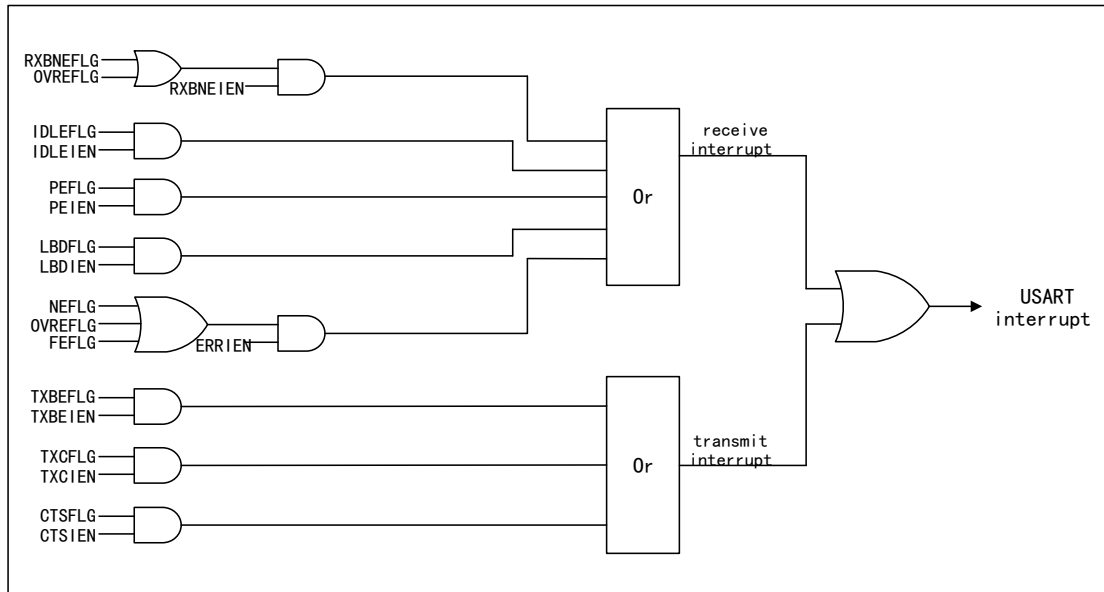 RXBNEFLG
OVREFLG
RXBNEIEN
IDLEFLG
IDLEIEN
PEFLG
PEIEN
LBDFLG
LBDIEN
NEFLG
OVREFLG
FEFLG
ERRIEN
Or
receive
interrupt
TXBEFLG
TXBEIEN
TXCFLG
TXCIEN
CTSFLG
CTSIEN
Or
transmit
interrupt
USART
interrupt